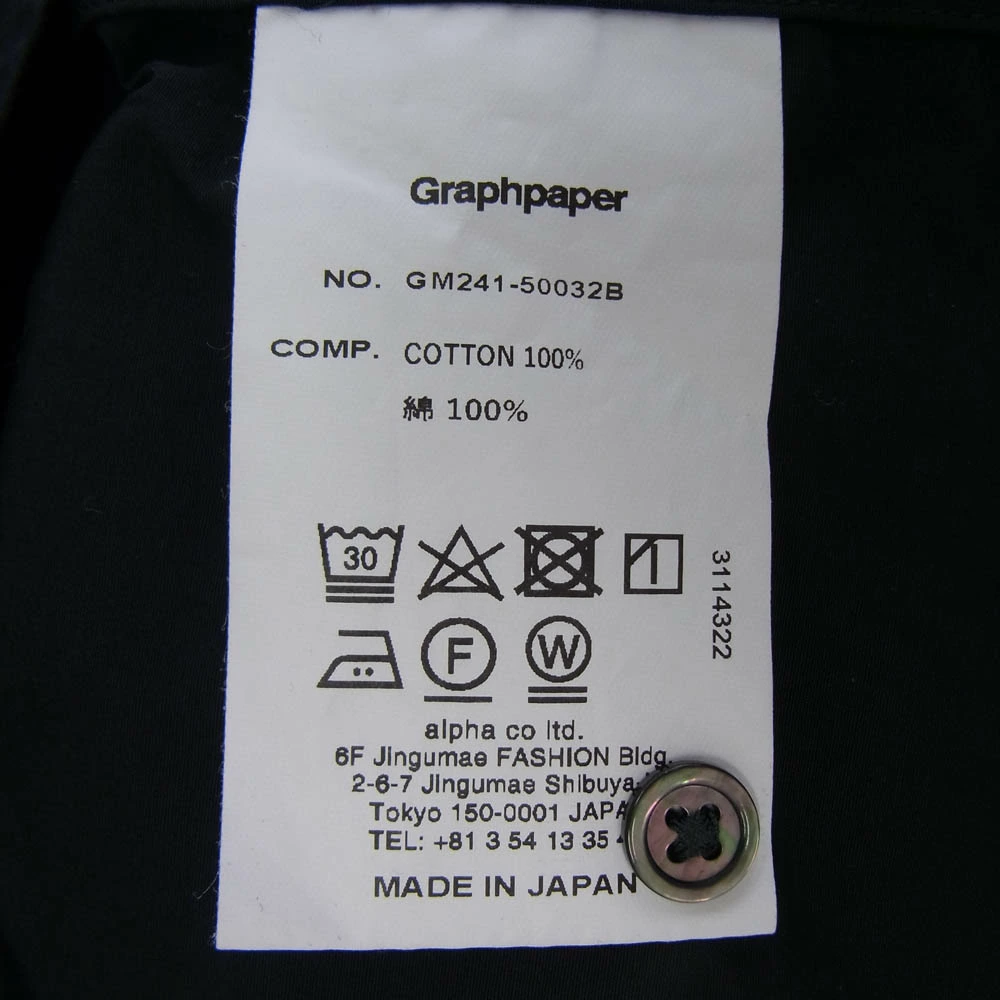 Graphpaper
NO. GM241-50032B
COMP. COTTON 100%
綿 100%
30
3114322
F W
alpha co ltd.
6F Jingumae FASHION Bldg.
2-6-7 Jingumae Shibuya
Tokyo 150-0001
TEL: +81 3 54 13 35
MADE IN JAPAN